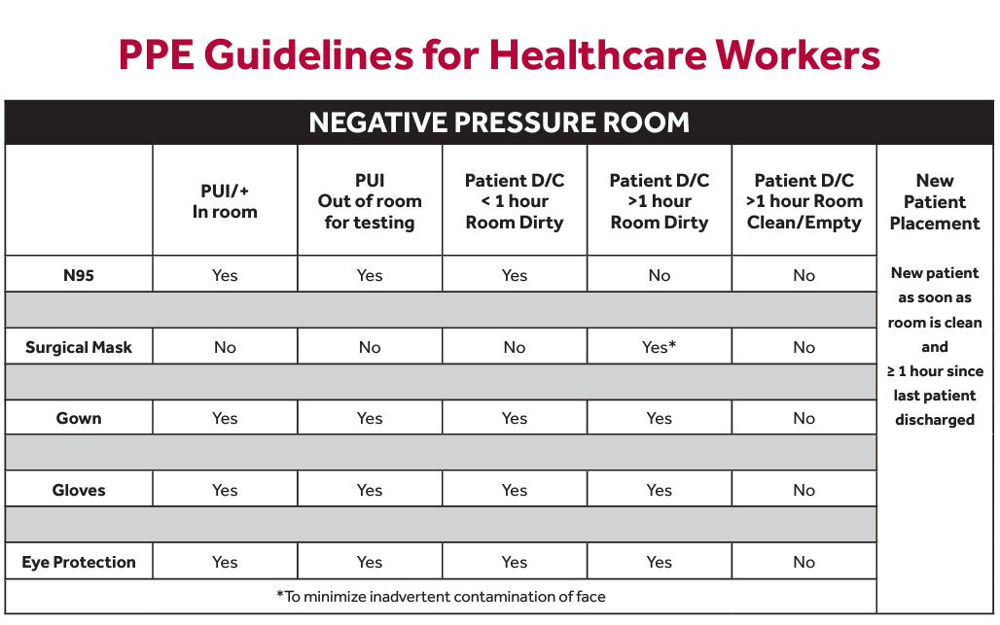 PPE Guidelines for Healthcare Workers
NEGATIVE PRESSURE ROOM
PUI/+
In room
PUI
Out of room
for testing
Patient D/C
< 1 hour
Room Dirty
Patient D/C
>1 hour
Room Dirty
Patient D/C
>1 hour Room
Clean/Empty
New
Patient
Placement
N95 Yes Yes Yes No No
Surgical Mask No No No Yes* No
Gown Yes Yes Yes Yes No
Gloves Yes Yes Yes Yes No
Eye Protection Yes Yes Yes Yes No
New patient
as soon as
room is clean
and
≥ 1 hour since
last patient
discharged
*To minimize inadvertent contamination of face